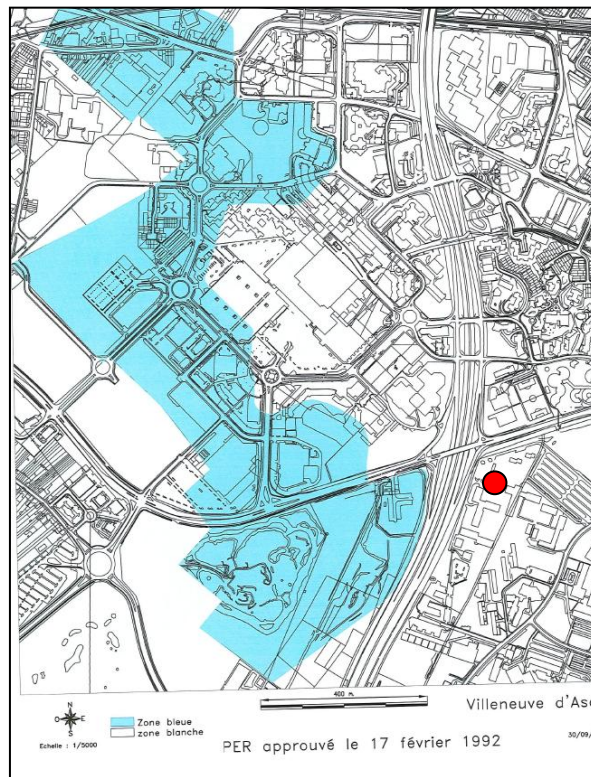 400 m.
Villeneuve d'Asc
N
O E
S
Zone bleue
zone blanche
Echelle : 1/5000
PER approuvé le 17 février 1992
30/09/